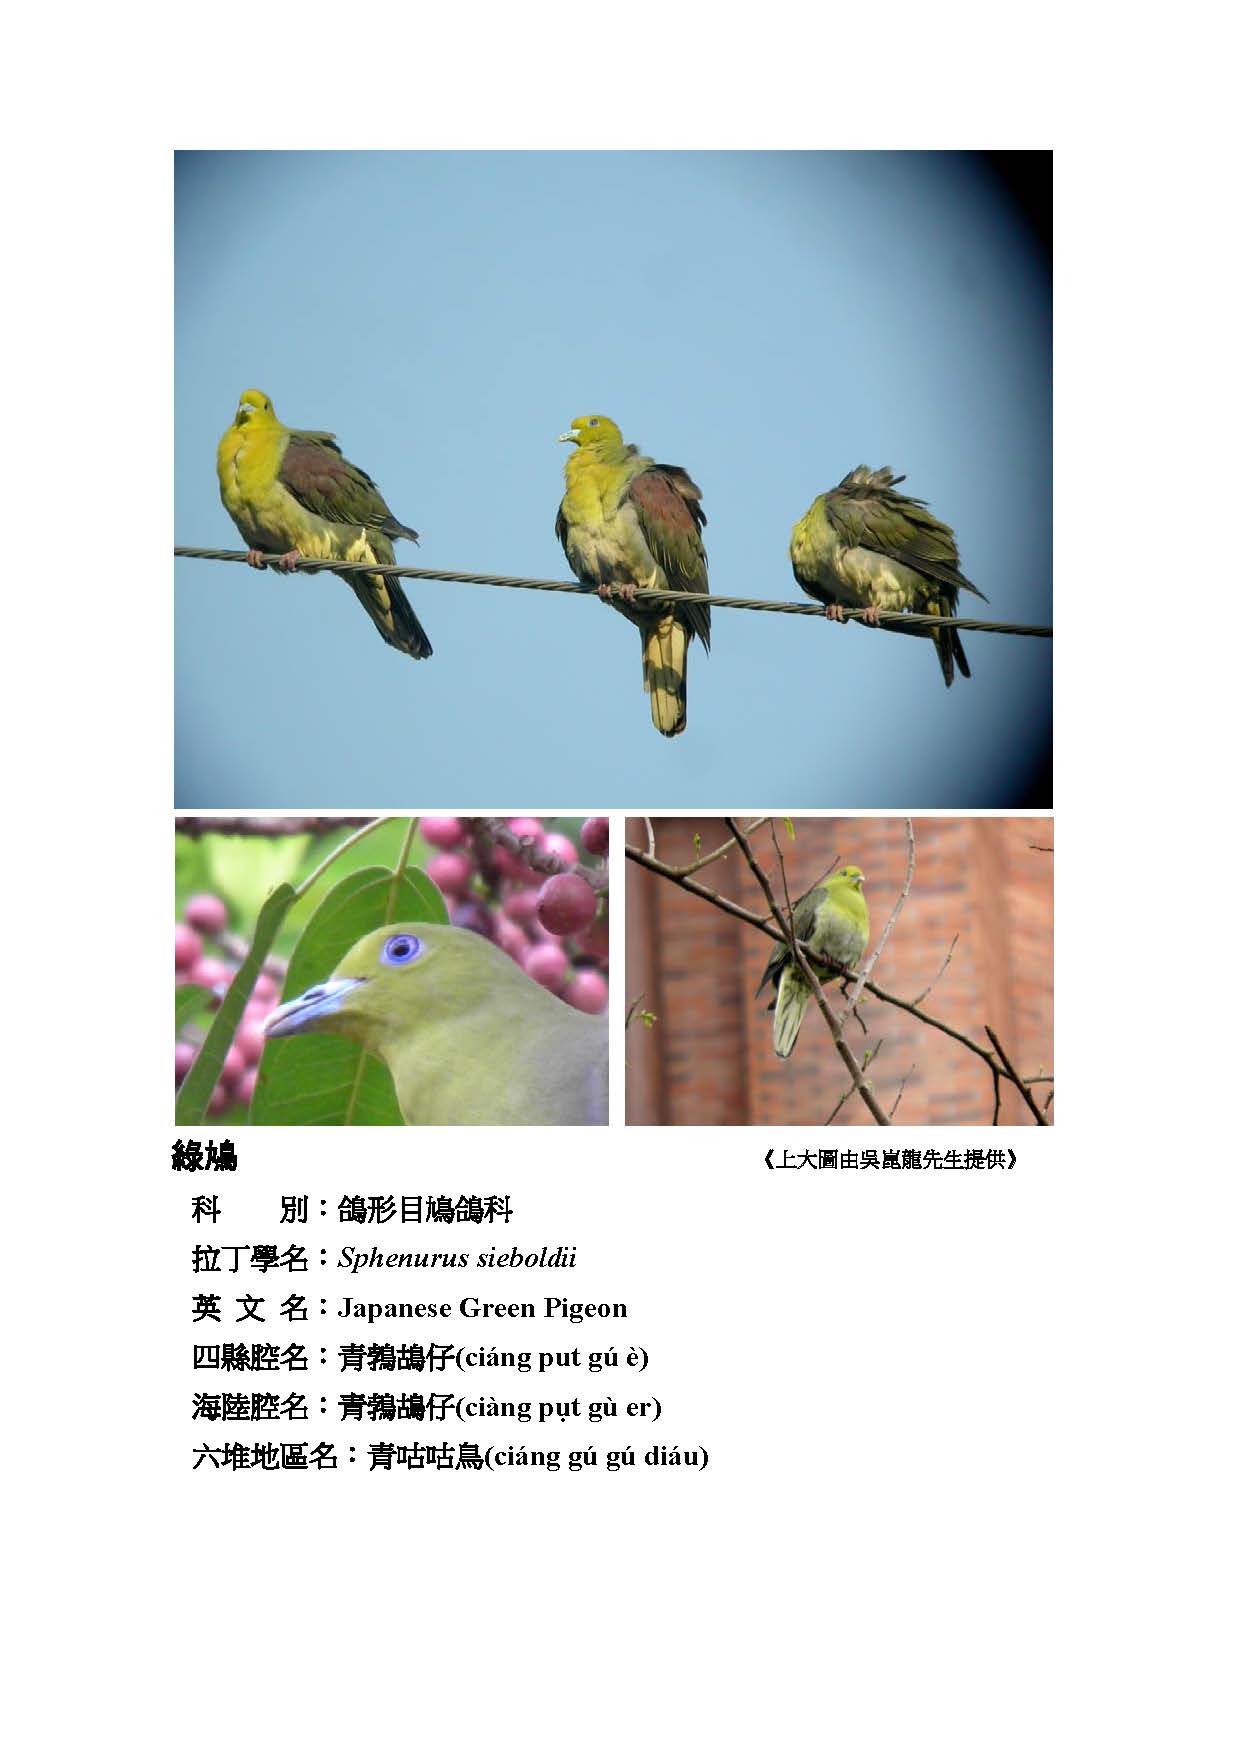 綠鳩 《上大圖由吳崑龍先生提供》
科　　別：鴿形目鳩鴿科
拉丁學名：Sphenurus sieboldii
英 文 名：Japanese Green Pigeon
四縣腔名：青鵓鴣仔(ciáng put gú è)
海陸腔名：青鵓鴣仔(ciàng pụt gù er)
六堆地區名：青咕咕鳥(ciáng gú gú diáu)